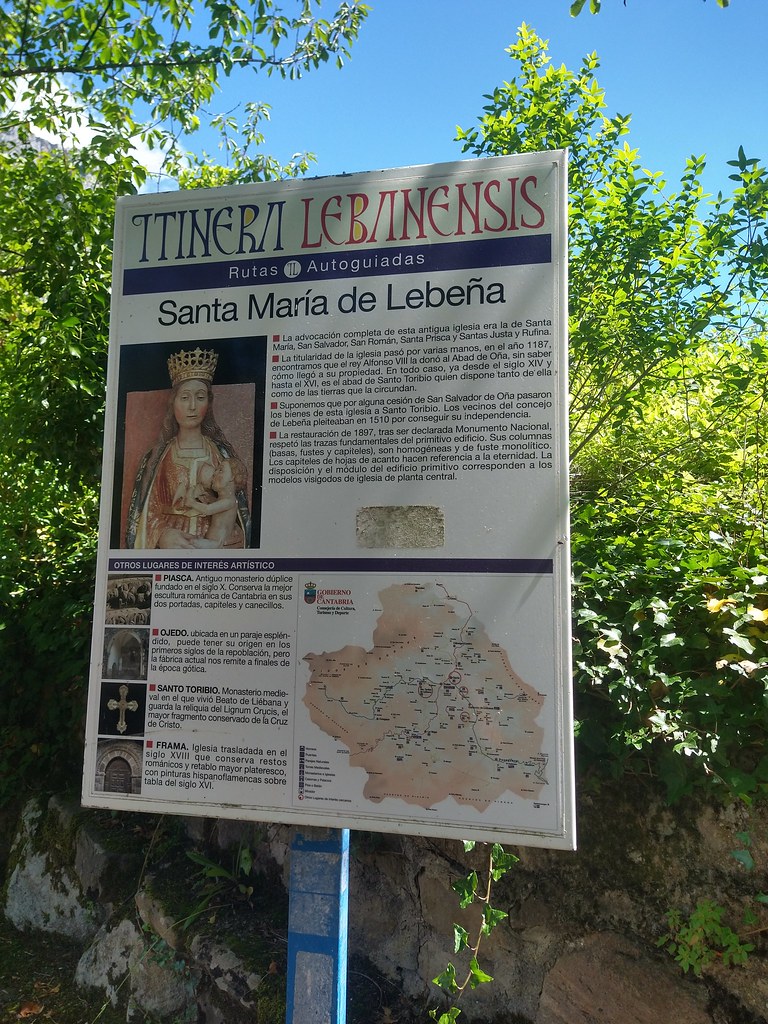 ITINERA LEBANENSIS
Rutas TL Autoguiadas
Santa María de Lebeña
La advocación completa de esta antigua iglesia era la de Santa
María, San Salvador, San Román, Santa Prisca y Santas Justa y Rufina.
La titularidad de la iglesia pasó por varias manos, en el año 1187,
encontramos que el rey Alfonso VIII la donó al Abad de Oña, sin saber
cómo llegó a su propiedad. En todo caso, ya desde el siglo XIV y
hasta el XVI, es el abad de Santo Toribio quien dispone tanto de ella
como de las tierras que la circundan.
Suponemos que por alguna cesión de San Salvador de Oña pasaron
los bienes de esta iglesia a Santo Toribio. Los vecinos del concejo
de Lebeña pleiteaban en 1510 por conseguir su independencia.
La restauración de 1897, tras ser declarada Monumento Nacional,
respetó las trazas fundamentales del primitivo edificio. Sus columnas
(basas, fustes y capiteles), son homogéneas y de fuste monolítico.
Los capiteles de hojas de acanto hacen referencia a la eternidad. La
disposición y el módulo del edificio primitivo corresponden a los
modelos visigodos de iglesia de planta central.
OTROS LUGARES DE INTERÉS ARTÍSTICO
PIASCA. Antiguo monasterio dúplice
fundado en el siglo X. Conserva la mejor
escultura románica de Cantabria en sus
dos portadas, capiteles y canecillos.
OJEDO. ubicada en un paraje esplén-
dido, puede tener su origen en los
primeros siglos de la repoblación, pero
la fábrica actual nos remite a finales de
la época gótica.
SANTO TORIBIO. Monasterio medie-
val en el que vivió Beato de Liébana y
guarda la reliquia del Lignum Crucis, el
mayor fragmento conservado de la Cruz
de Cristo.
FRAMA. Iglesia trasladada en el
siglo XVIII que conserva restos
románicos y retablo mayor plateresco,
con pinturas hispanoflamencas sobre
tabla del siglo XVI.
GOBIERNO
de
CANTABRIA
Consejería de Cultura,
Turismo y Deporte